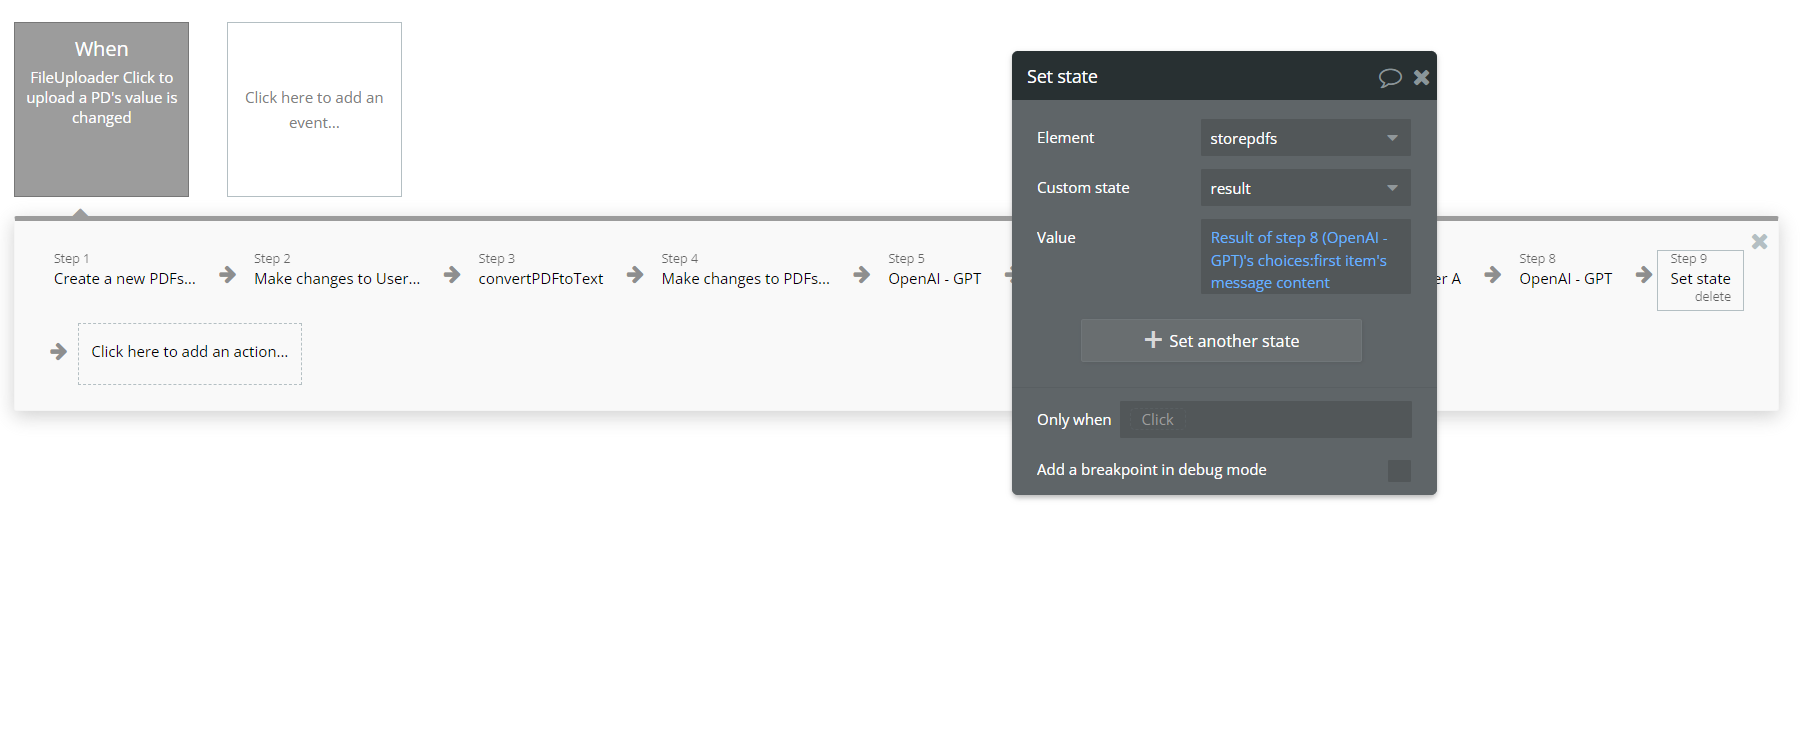 When
FileUploader Click to
upload a PD's value is
changed
Click here to add an
event...
Step 1
Create a new PDFs...
Step 2
Make changes to User...
Step 3
convertPDFtoText
Step 4
Make changes to PDFs...
Step 5
OpenAI - GPT
er A
Step 8
OpenAI - GPT
Step 9
Set state
delete
Click here to add an action...
Set state
Element
storepdfs
Custom state
result
Value
Result of step 8 (OpenAI -
GPT)'s choices:first item's
message content
Set another state
Only when
Click
Add a breakpoint in debug mode